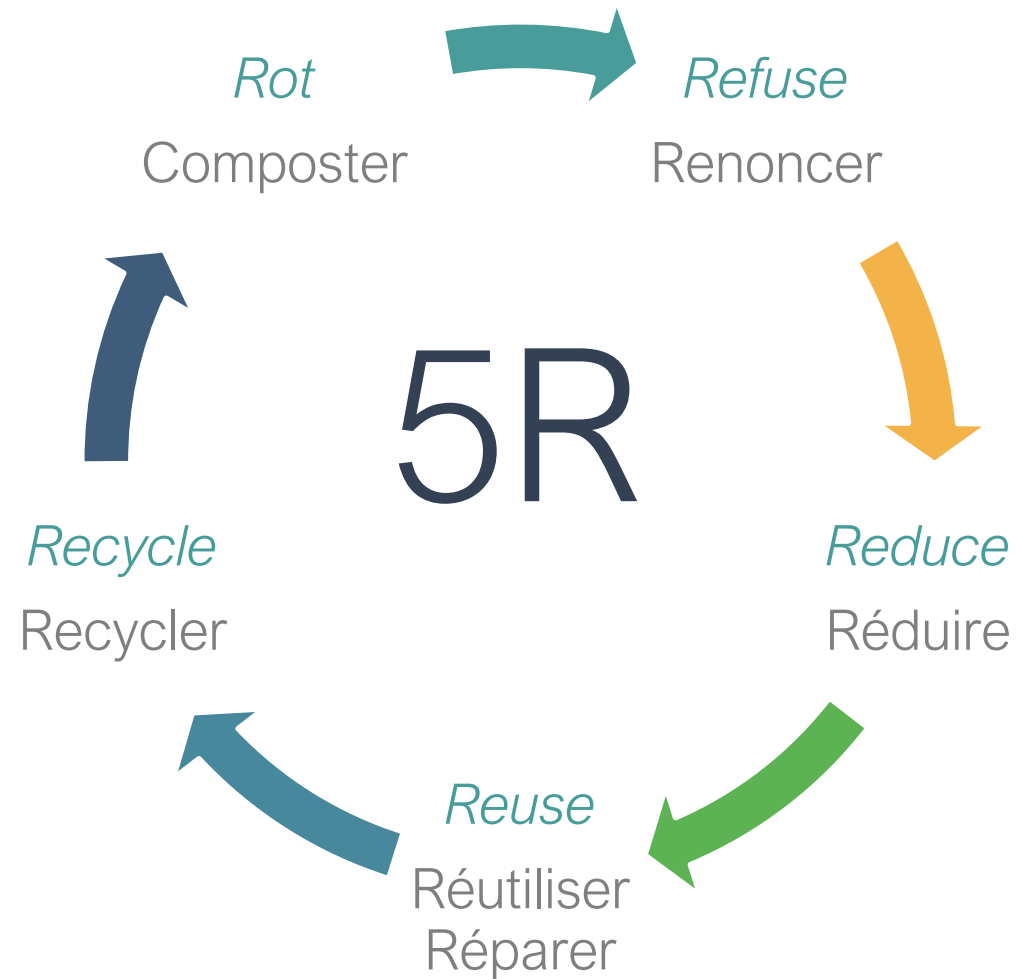 Rot
Composter
Refuse
Renoncer
5R
Recycle
Recycler
Reduce
Réduire
Reuse
Réutiliser
Réparer